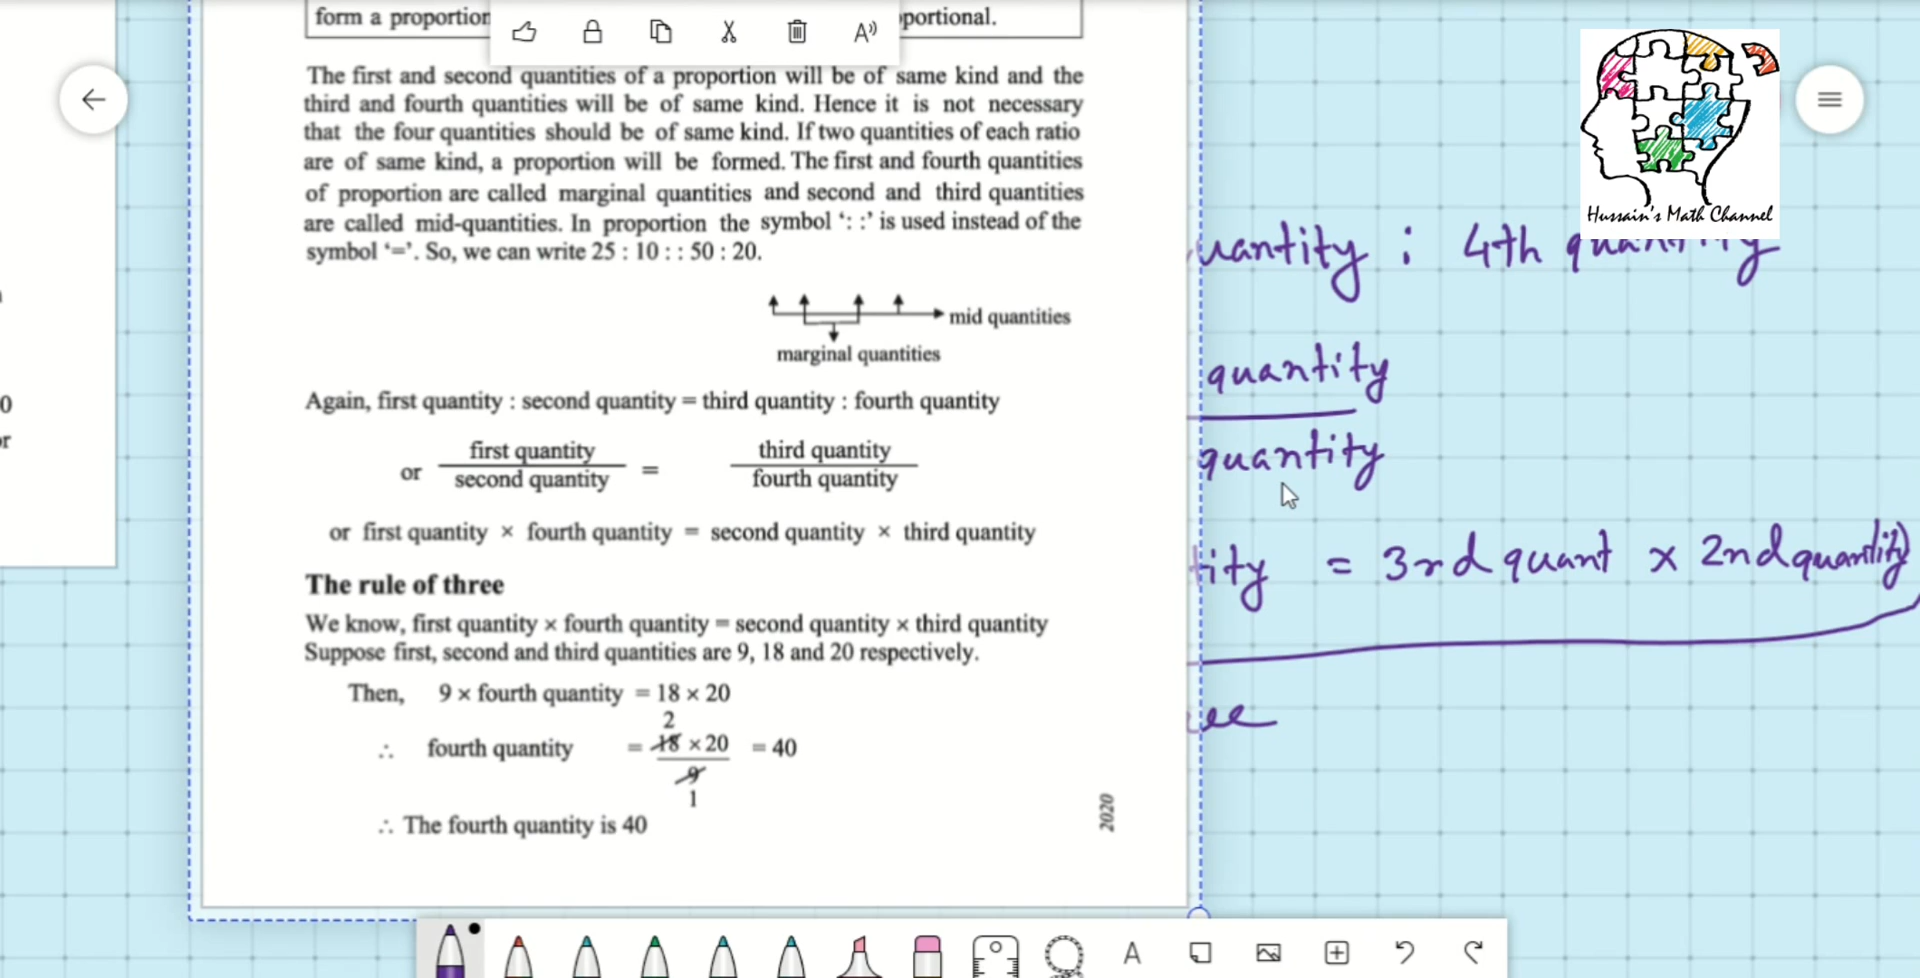 form a proportion
portional.
The first and second quantities of a proportion will be of same kind and the
third and fourth quantities will be of same kind. Hence it is not necessary
that the four quantities should be of same kind. If two quantities of each ratio
are of same kind, a proportion will be formed. The first and fourth quantities
of proportion are called marginal quantities and second and third quantities
are called mid-quantities. In proportion the symbol ‘: :’ is used instead of the
symbol ‘=’. So, we can write 25 : 10 : : 50 : 20.
mid quantities
marginal quantities
Again, first quantity : second quantity = third quantity : fourth quantity
or first quantity / second quantity = third quantity / fourth quantity
or first quantity × fourth quantity = second quantity × third quantity
The rule of three
We know, first quantity × fourth quantity = second quantity × third quantity
Suppose first, second and third quantities are 9, 18 and 20 respectively.
Then, 9 × fourth quantity = 18 × 20
2
∴ fourth quantity = 18 × 20 / 9 = 40
1
∴ The fourth quantity is 40
2020
Hussain's Math Channel
uantity : 4th quantity
quantity
quantity
ity = 3rd quant × 2nd quantity
ee
A